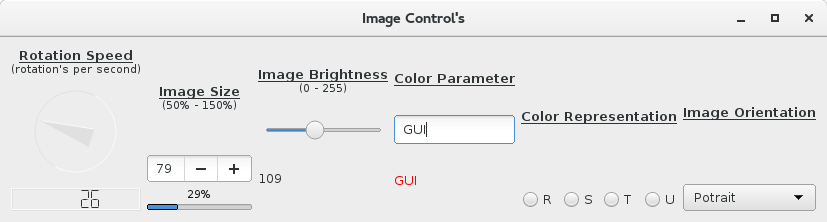 Image Control's
Rotation Speed
(rotation's per second)
26
Image Size
(50% - 150%)
79
29%
Image Brightness
(0 - 255)
109
Color Parameter
GUI
GUI
Color Representation
R S T U
Image Orientation
Potrait